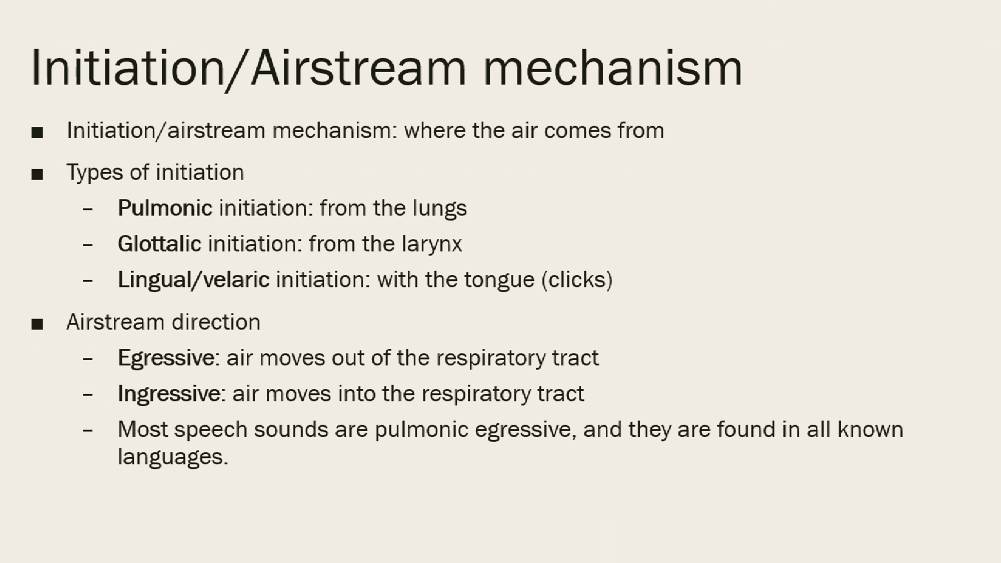 Initiation/Airstream mechanism
■ Initiation/airstream mechanism: where the air comes from
■ Types of initiation
– Pulmonic initiation: from the lungs
– Glottalic initiation: from the larynx
– Lingual/velaric initiation: with the tongue (clicks)
■ Airstream direction
– Egressive: air moves out of the respiratory tract
– Ingressive: air moves into the respiratory tract
– Most speech sounds are pulmonic egressive, and they are found in all known
languages.